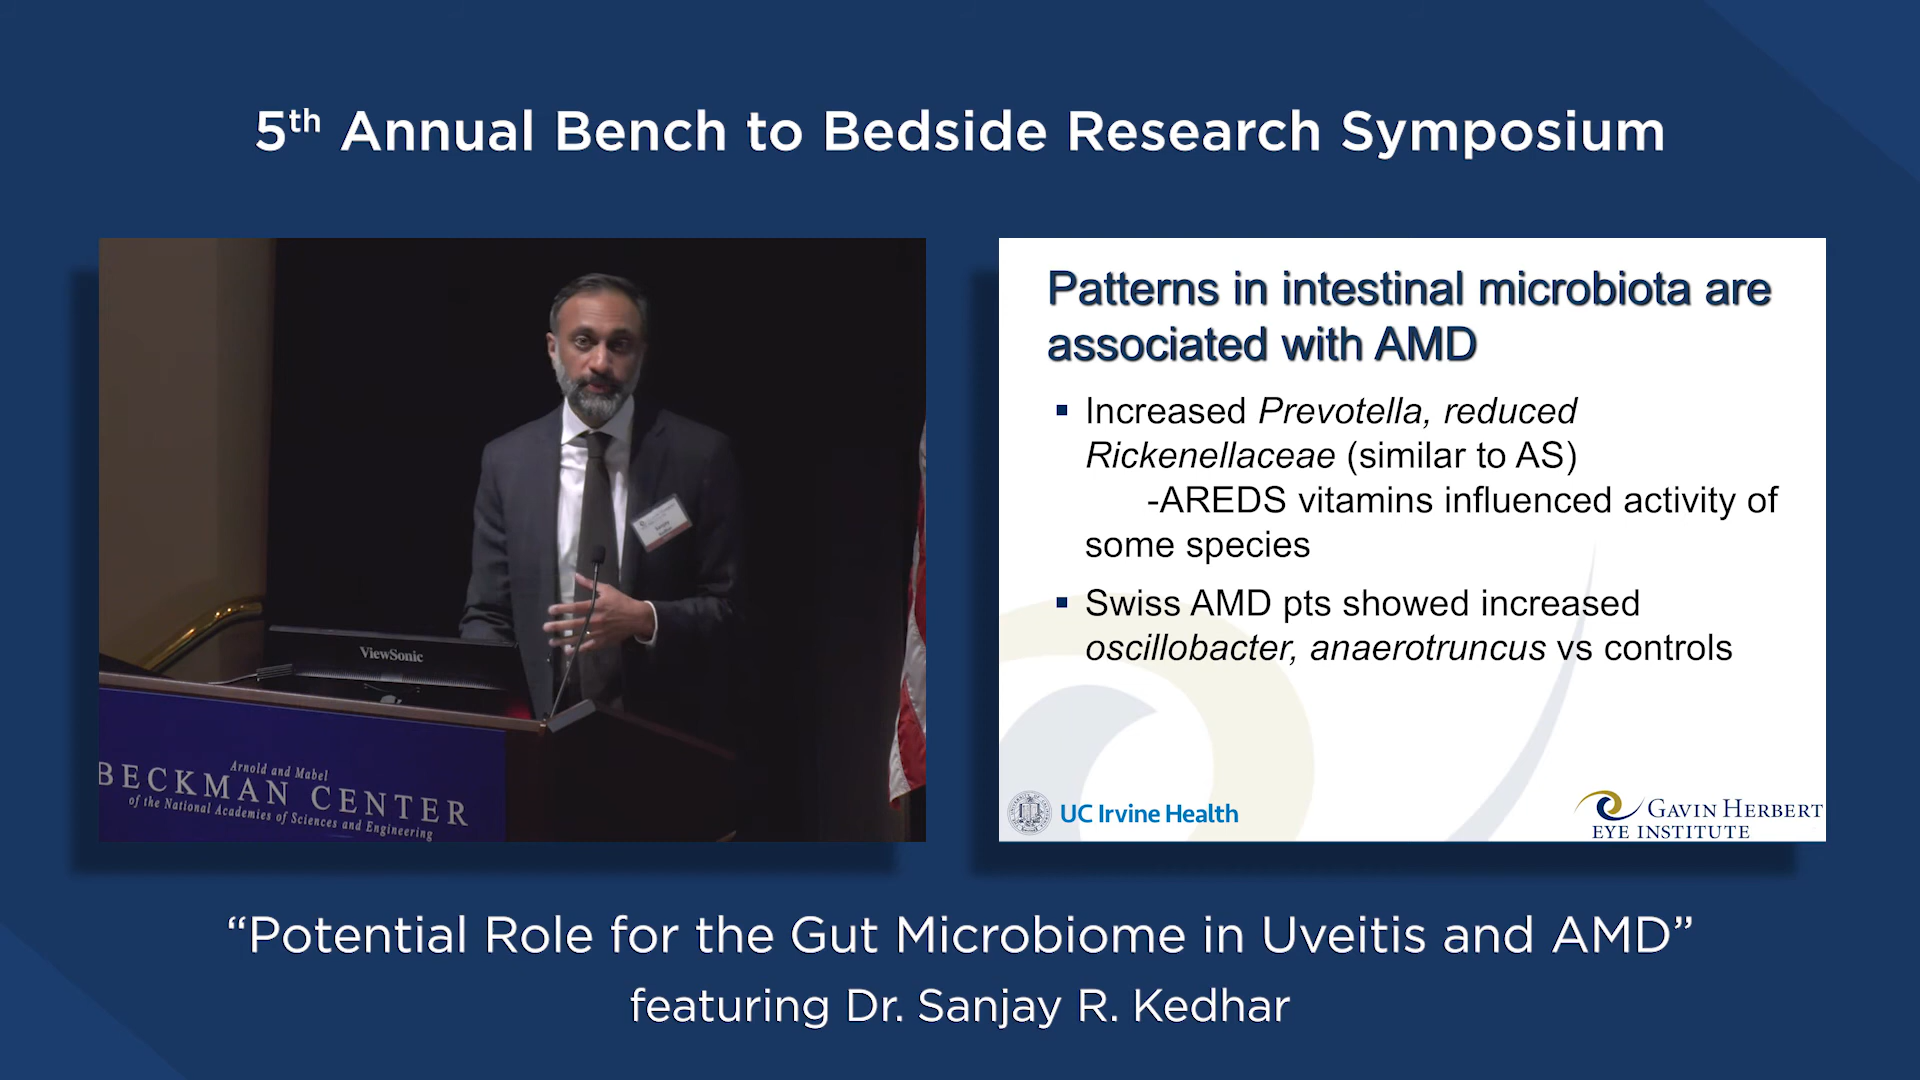 5th Annual Bench to Bedside Research Symposium
ViewSonic
Arnold and Mabel
BECKMAN CENTER
of the National Academies of Sciences and Engineering
Sanjay
Patterns in intestinal microbiota are
associated with AMD
▪ Increased Prevotella, reduced
Rickenellaceae (similar to AS)
-AREDS vitamins influenced activity of
some species
▪ Swiss AMD pts showed increased
oscillobacter, anaerotruncus vs controls
UC Irvine Health
GAVIN HERBERT
EYE INSTITUTE
“Potential Role for the Gut Microbiome in Uveitis and AMD”
featuring Dr. Sanjay R. Kedhar